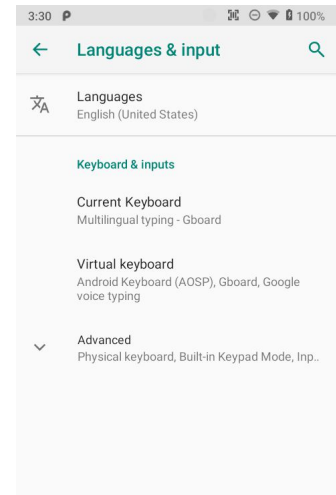 3:30 P 100%
Languages & input
Languages
English (United States)
Keyboard & inputs
Current Keyboard
Multilingual typing - Gboard
Virtual keyboard
Android Keyboard (AOSP), Gboard, Google
voice typing
Advanced
Physical keyboard, Built-in Keypad Mode, Inp..